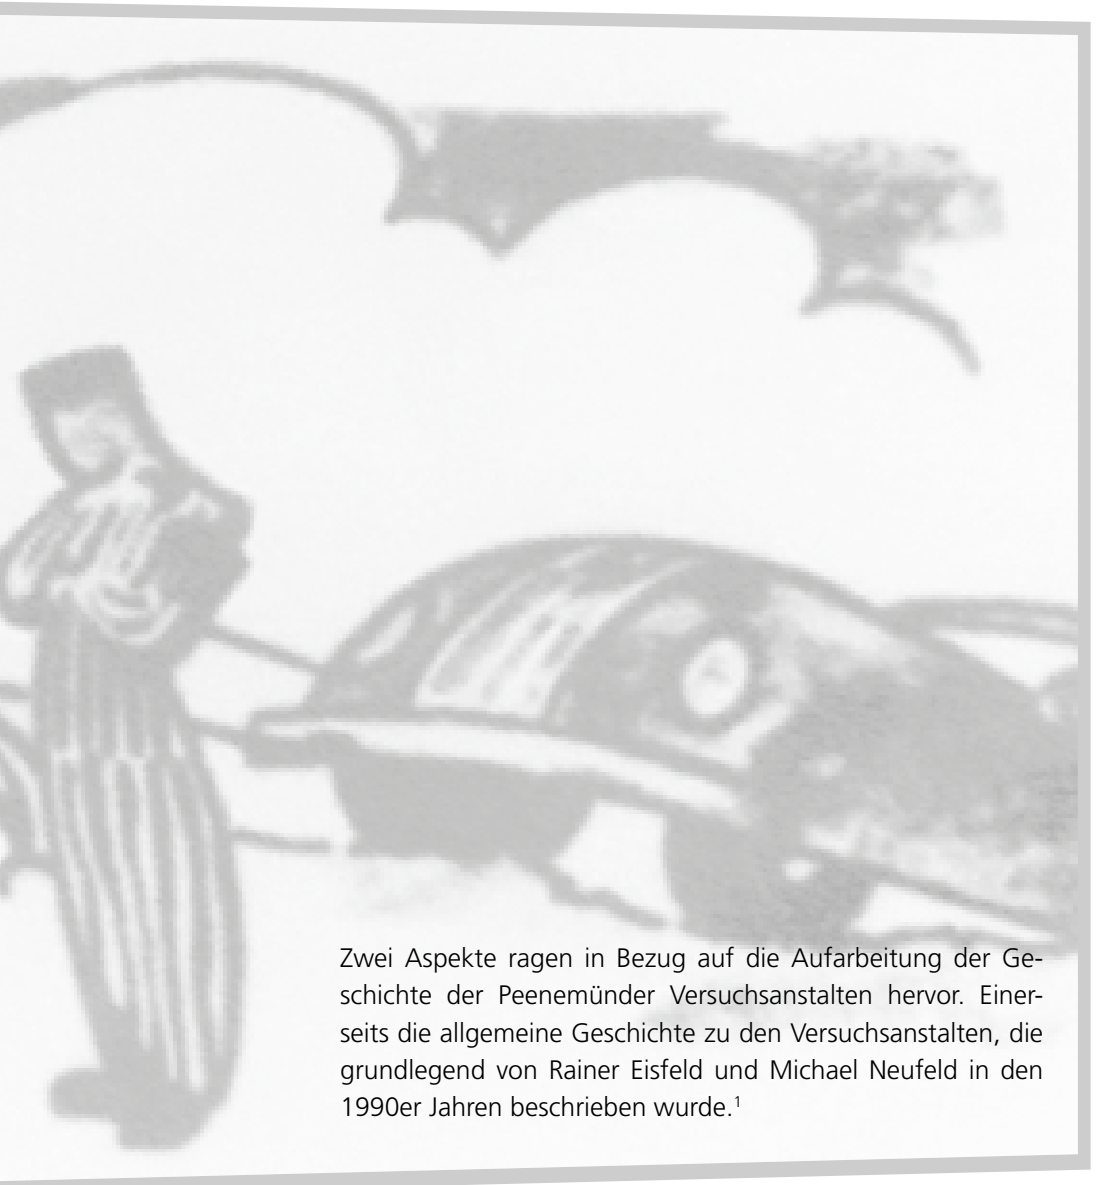 Zwei Aspekte ragen in Bezug auf die Aufarbeitung der Ge-
schichte der Peenemünder Versuchsanstalten hervor. Einer-
seits die allgemeine Geschichte zu den Versuchsanstalten, die
grundlegend von Rainer Eisfeld und Michael Neufeld in den
1990er Jahren beschrieben wurde.¹